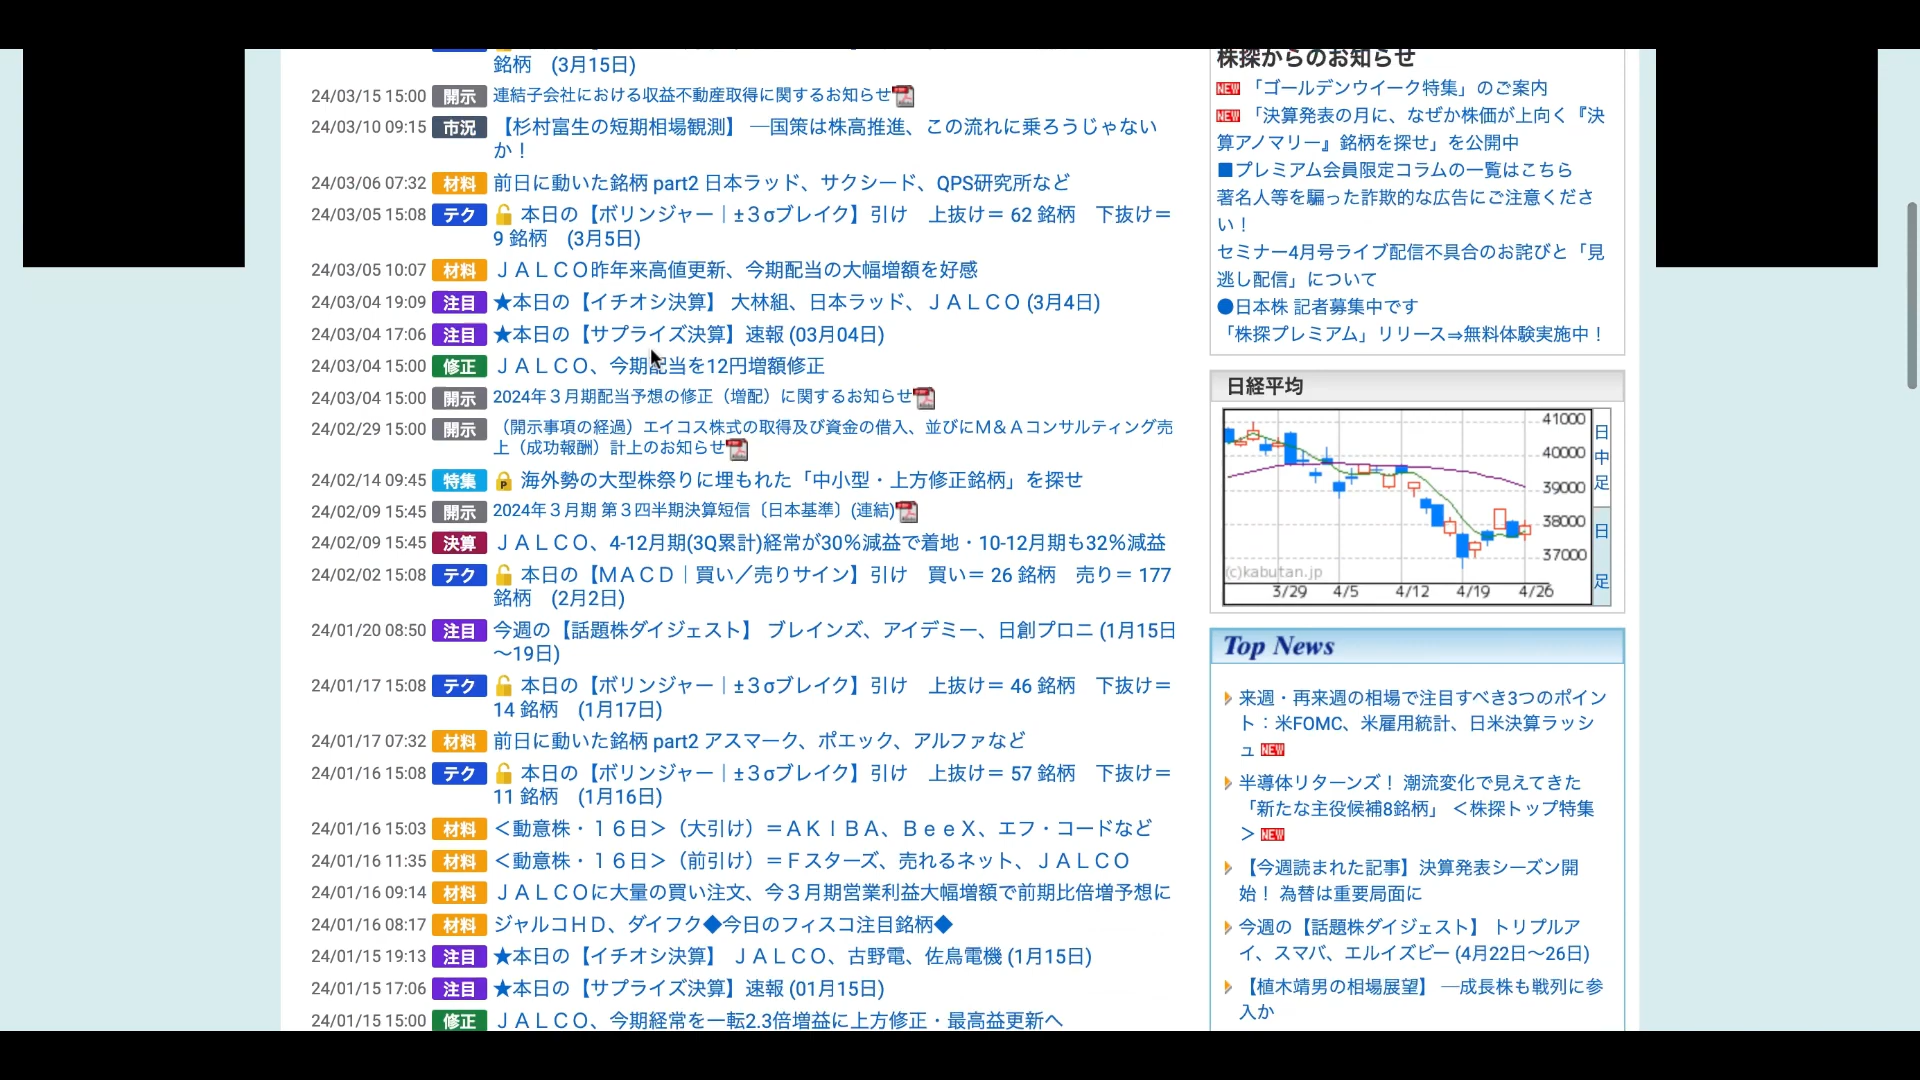 銘柄　(3月15日)
24/03/15 15:00 開示 連結子会社における収益不動産取得に関するお知らせ
24/03/10 09:15 市況 【杉村富生の短期相場観測】 ─国策は株高推進、この流れに乗ろうじゃない
か！
24/03/06 07:32 材料 前日に動いた銘柄 part2 日本ラッド、サクシード、QPS研究所など
24/03/05 15:08 テク 本日の【ボリンジャー｜±３σブレイク】引け　上抜け＝ 62 銘柄　下抜け＝
9 銘柄　(3月5日)
24/03/05 10:07 材料 ＪＡＬＣＯ昨年来高値更新、今期配当の大幅増額を好感
24/03/04 19:09 注目 ★本日の【イチオシ決算】 大林組、日本ラッド、ＪＡＬＣＯ (3月4日)
24/03/04 17:06 注目 ★本日の【サプライズ決算】速報 (03月04日)
24/03/04 15:00 修正 ＪＡＬＣＯ、今期配当を12円増額修正
24/03/04 15:00 開示 2024年３月期配当予想の修正（増配）に関するお知らせ
24/02/29 15:00 開示 （開示事項の経過）エイコス株式の取得及び資金の借入、並びにＭ＆Ａコンサルティング売
上（成功報酬）計上のお知らせ
24/02/14 09:45 特集 海外勢の大型株祭りに埋もれた「中小型・上方修正銘柄」を探せ
24/02/09 15:45 開示 2024年３月期 第３四半期決算短信〔日本基準〕(連結)
24/02/09 15:45 決算 ＪＡＬＣＯ、4-12月期(3Q累計)経常が30％減益で着地・10-12月期も32％減益
24/02/02 15:08 テク 本日の【ＭＡＣＤ｜買い／売りサイン】引け　買い＝ 26 銘柄　売り＝ 177
銘柄　(2月2日)
24/01/20 08:50 注目 今週の【話題株ダイジェスト】 ブレインズ、アイデミー、日創プロニ (1月15日
～19日)
24/01/17 15:08 テク 本日の【ボリンジャー｜±３σブレイク】引け　上抜け＝ 46 銘柄　下抜け＝
14 銘柄　(1月17日)
24/01/17 07:32 材料 前日に動いた銘柄 part2 アスマーク、ポエック、アルファなど
24/01/16 15:08 テク 本日の【ボリンジャー｜±３σブレイク】引け　上抜け＝ 57 銘柄　下抜け＝
11 銘柄　(1月16日)
24/01/16 15:03 材料 ＜動意株・１６日＞（大引け）＝ＡＫＩＢＡ、ＢｅｅＸ、エフ・コードなど
24/01/16 11:35 材料 ＜動意株・１６日＞（前引け）＝Ｆスターズ、売れるネット、ＪＡＬＣＯ
24/01/16 09:14 材料 ＪＡＬＣＯに大量の買い注文、今３月期営業利益大幅増額で前期比倍増予想に
24/01/16 08:17 材料 ジャルコＨＤ、ダイフク◆今日のフィスコ注目銘柄◆
24/01/15 19:13 注目 ★本日の【イチオシ決算】 ＪＡＬＣＯ、古野電、佐鳥電機 (1月15日)
24/01/15 17:06 注目 ★本日の【サプライズ決算】速報 (01月15日)
24/01/15 15:00 修正 ＪＡＬＣＯ、今期経常を一転2.3倍増益に上方修正・最高益更新へ
株探からのお知らせ
NEW 「ゴールデンウイーク特集」のご案内
NEW 「決算発表の月に、なぜか株価が上向く『決
算アノマリー』銘柄を探せ」を公開中
■プレミアム会員限定コラムの一覧はこちら
著名人等を騙った詐欺的な広告にご注意くださ
い！
セミナー4月号ライブ配信不具合のお詫びと「見
逃し配信」について
●日本株 記者募集中です
「株探プレミアム」リリース⇒無料体験実施中！
日経平均
41000
40000
39000
38000
37000
(c)kabutan.jp
3/29 4/5 4/12 4/19 4/26
日
中
足
日
足
Top News
来週・再来週の相場で注目すべき3つのポイン
ト：米FOMC、米雇用統計、日米決算ラッシ
ュ NEW
半導体リターンズ！ 潮流変化で見えてきた
「新たな主役候補8銘柄」 ＜株探トップ特集
＞ NEW
【今週読まれた記事】決算発表シーズン開
始！ 為替は重要局面に
今週の【話題株ダイジェスト】 トリプルア
イ、スマバ、エルイズビー (4月22日～26日)
【植木靖男の相場展望】 ─成長株も戦列に参
入か